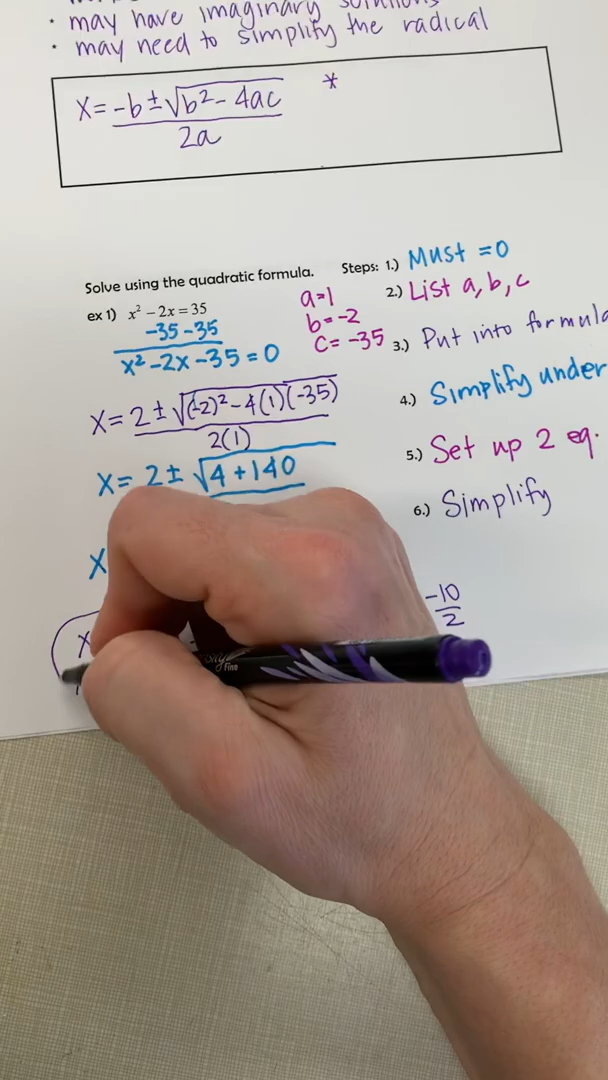 • may have imaginary solutions
• may need to simplify the radical
x = -b ± √b² - 4ac *
2a
Solve using the quadratic formula. Steps: 1.) Must = 0
ex 1) x² - 2x = 35 a=1 2.) List a, b, c
-35 -35 b=-2
x² - 2x - 35 = 0 c= -35 3.) Put into formula
x = 2 ± √(-2)² - 4(1)(-35) 4.) Simplify under
2(1)
x = 2 ± √4+140 5.) Set up 2 eq.
6.) Simplify
x
-10
2
x
Fine